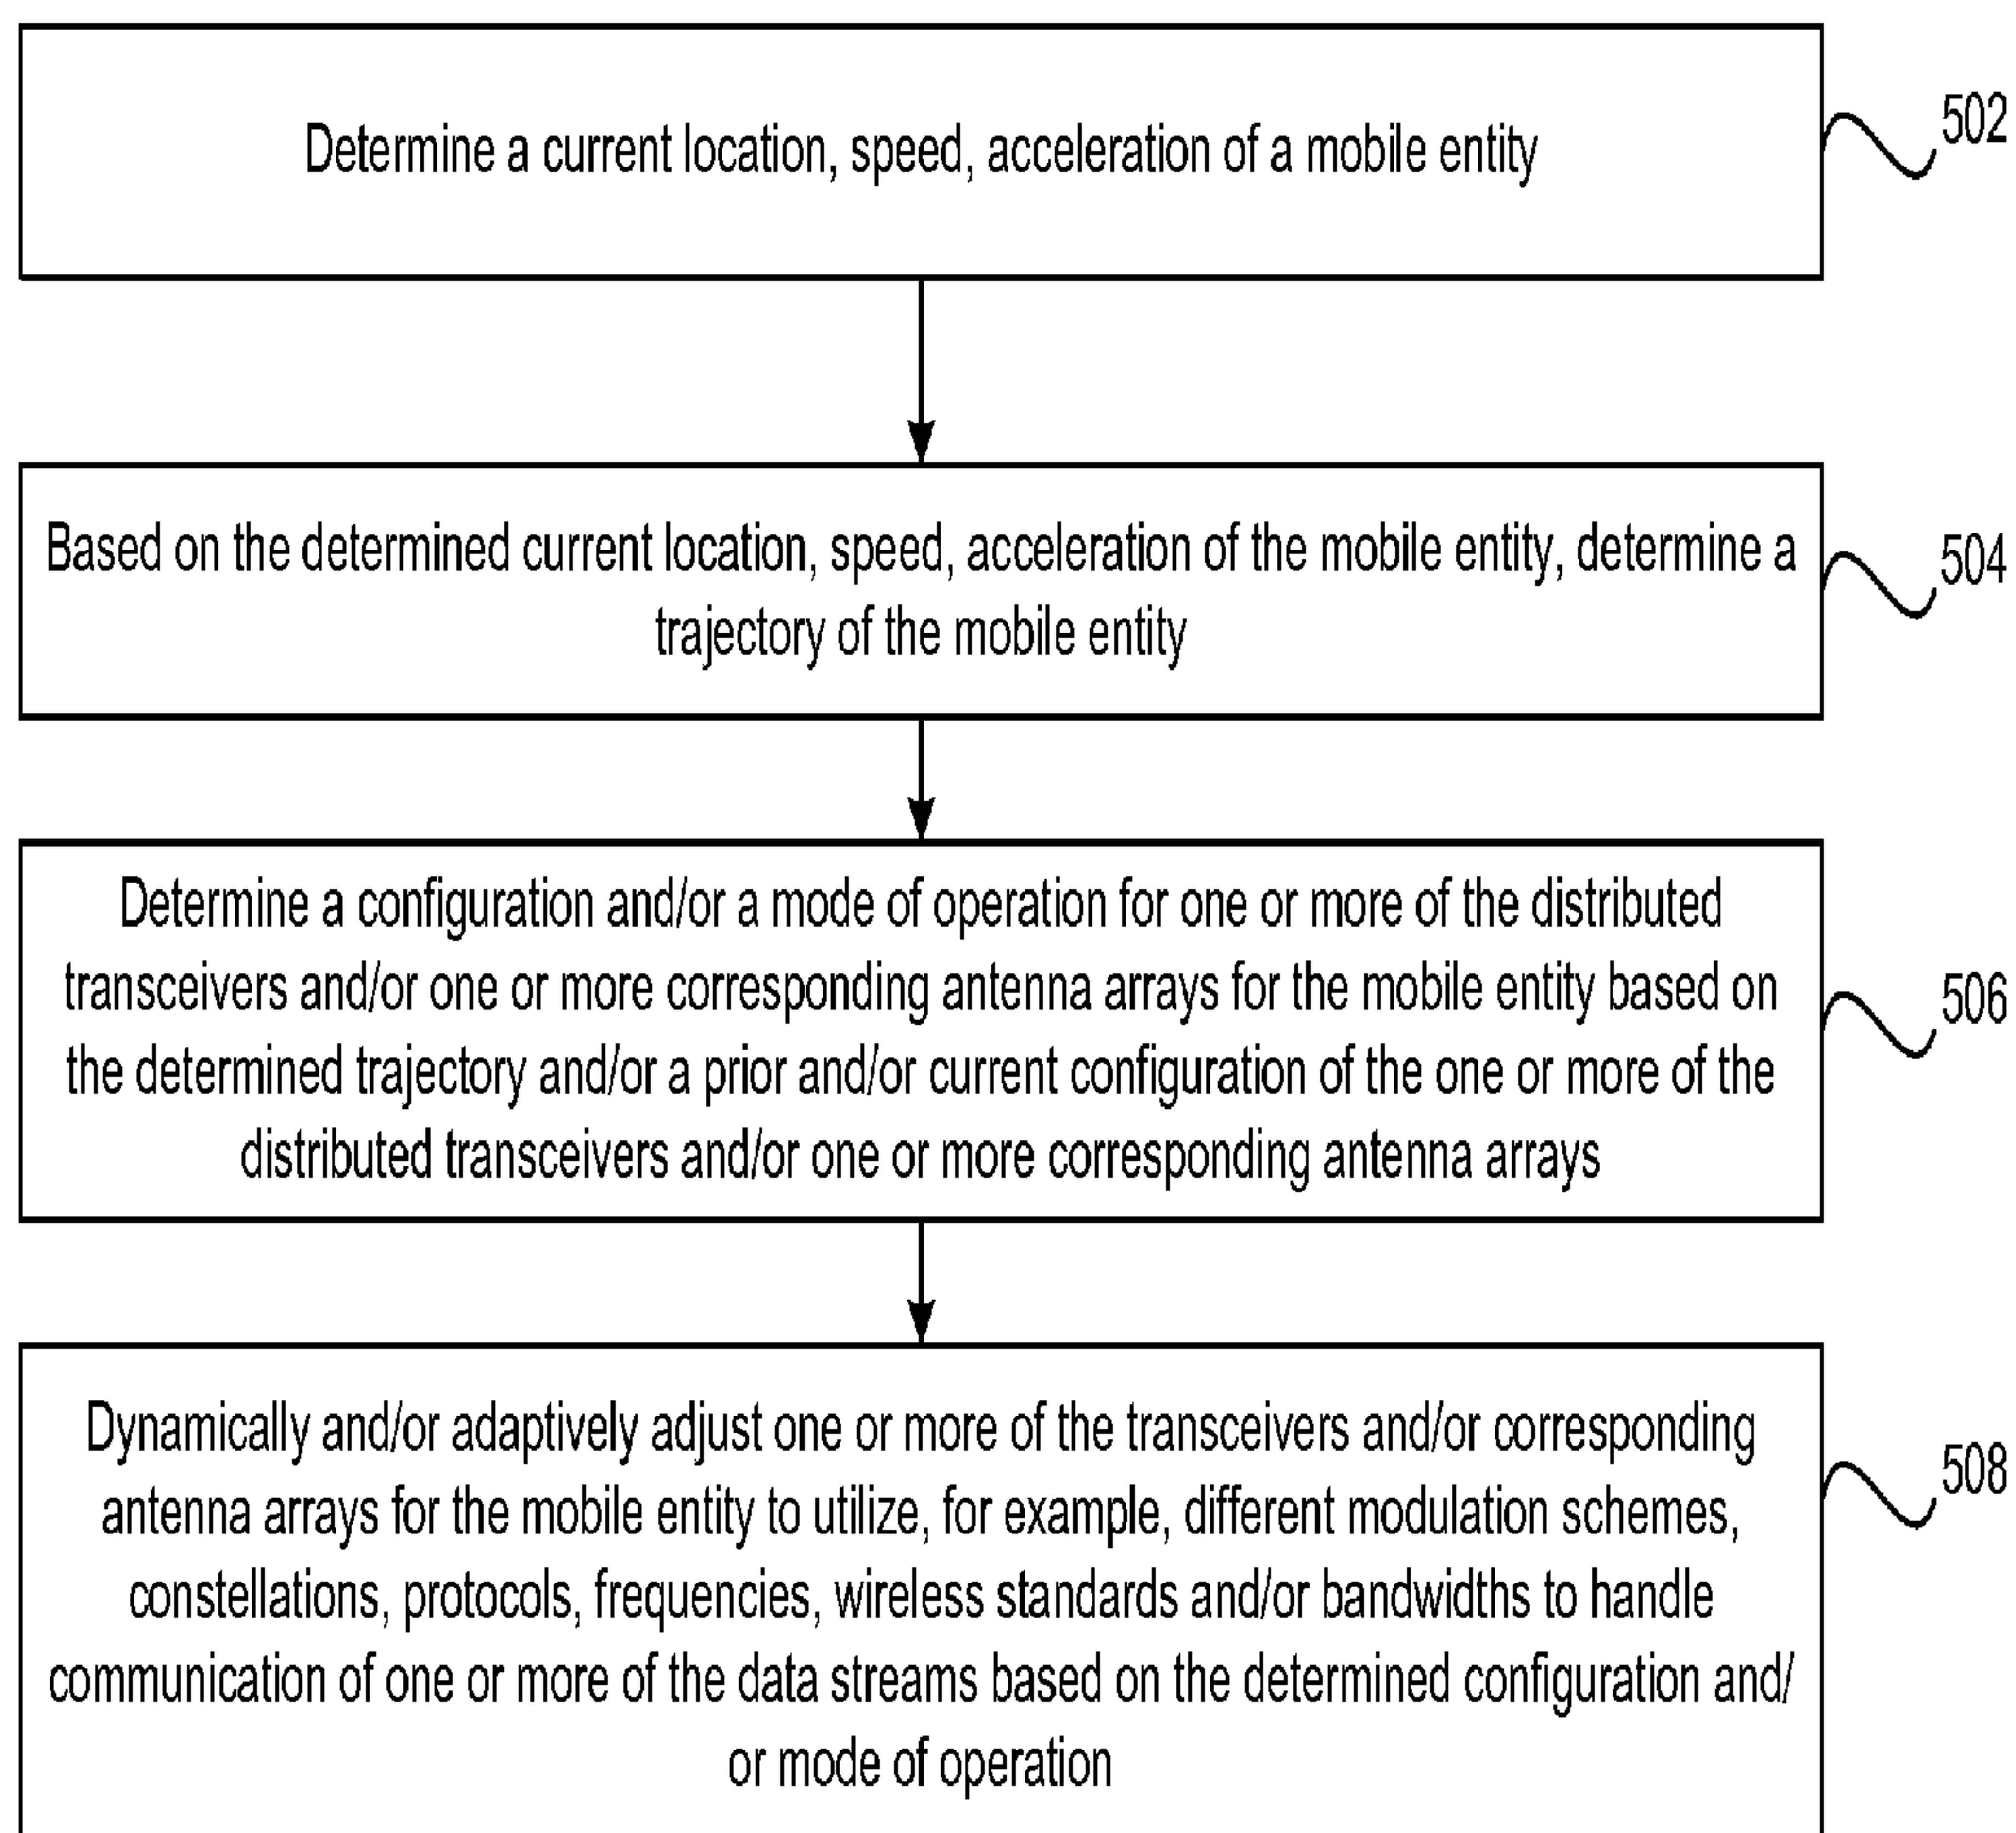 Determine a current location, speed, acceleration of a mobile entity
502
Based on the determined current location, speed, acceleration of the mobile entity, determine a
trajectory of the mobile entity
504
Determine a configuration and/or a mode of operation for one or more of the distributed
transceivers and/or one or more corresponding antenna arrays for the mobile entity based on
the determined trajectory and/or a prior and/or current configuration of the one or more of the
distributed transceivers and/or one or more corresponding antenna arrays
506
Dynamically and/or adaptively adjust one or more of the transceivers and/or corresponding
antenna arrays for the mobile entity to utilize, for example, different modulation schemes,
constellations, protocols, frequencies, wireless standards and/or bandwidths to handle
communication of one or more of the data streams based on the determined configuration and/
or mode of operation
508